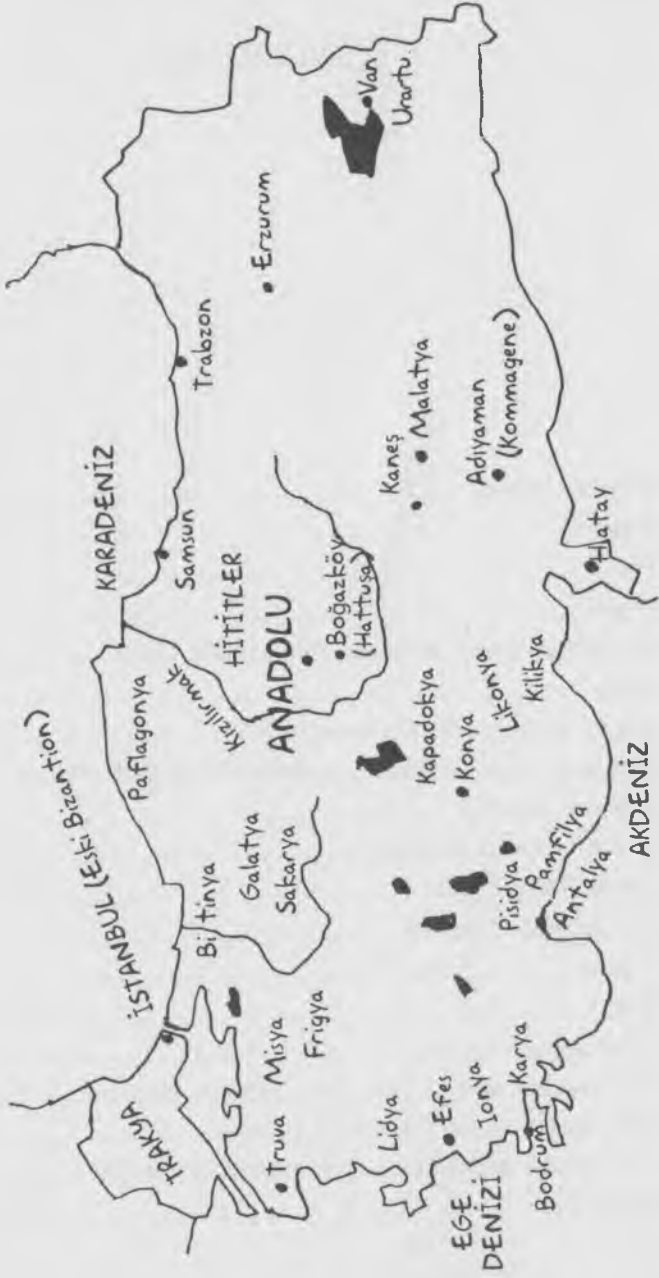 KARADENİZ
İSTANBUL (Eski Bizantion)
TRAKYA
Trabzon
Samsun
Paflagonya
Kızılırmak
Bitinya
Erzurum
HİTİTLER
ANADOLU
Boğazköy
(Hattuşa)
Galatya
Sakarya
Misya
Frigya
Truva
Van
Urartu
Kaneş
Malatya
Adıyaman
(Kommagene)
Kapadokya
Konya
Likonya
Kilikya
Hatay
Lidya
Efes
Ionya
Karya
Bodrum
EGE
DENİZİ
Pisidya
Pamfilya
Antalya
AKDENİZ